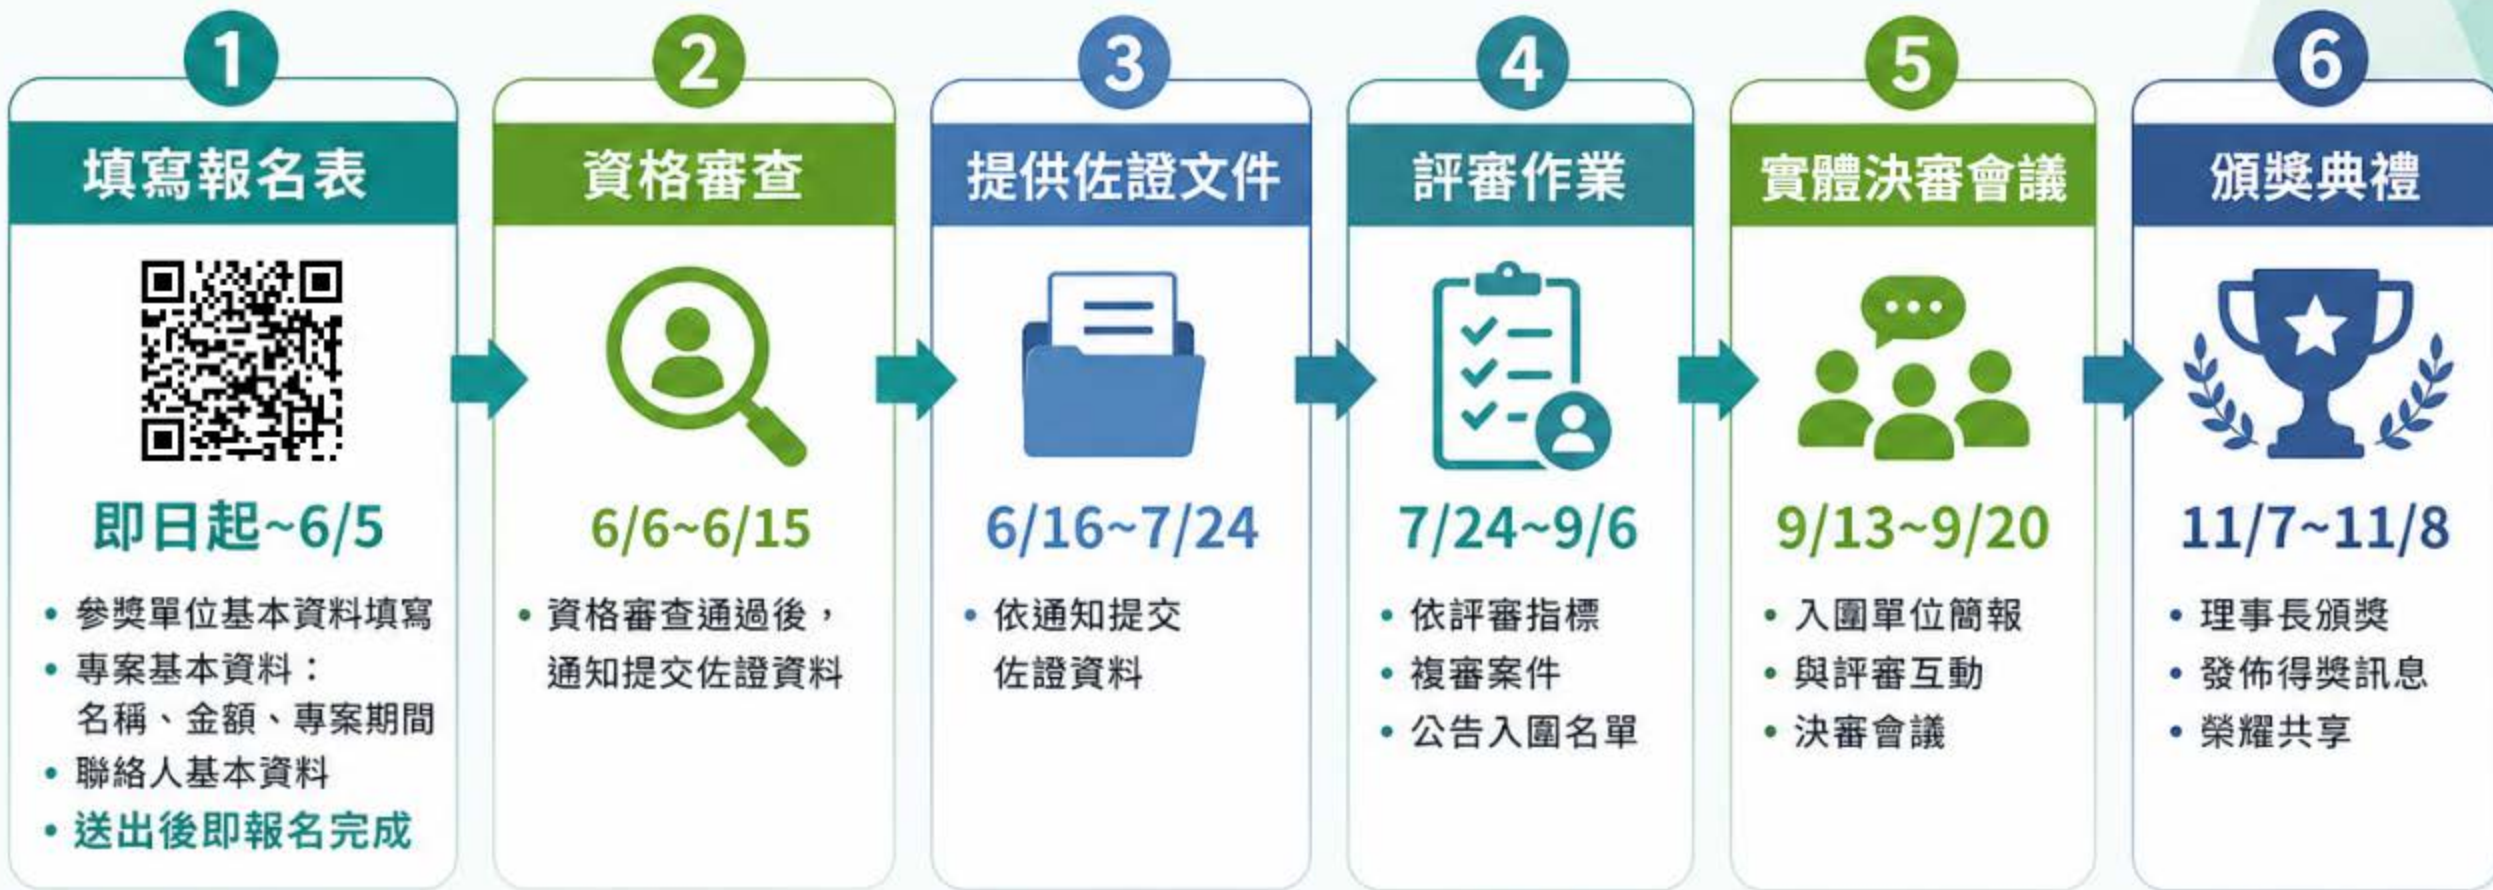 1
填寫報名表
即日起~6/5
• 參獎單位基本資料填寫
• 專案基本資料：
名稱、金額、專案期間
• 聯絡人基本資料
• 送出後即報名完成
2
資格審查
6/6~6/15
• 資格審查通過後，
通知提交佐證資料
3
提供佐證文件
6/16~7/24
• 依通知提交
佐證資料
4
評審作業
7/24~9/6
• 依評審指標
• 複審案件
• 公告入圍名單
5
實體決審會議
9/13~9/20
• 入圍單位簡報
• 與評審互動
• 決審會議
6
頒獎典禮
11/7~11/8
• 理事長頒獎
• 發佈得獎訊息
• 榮耀共享